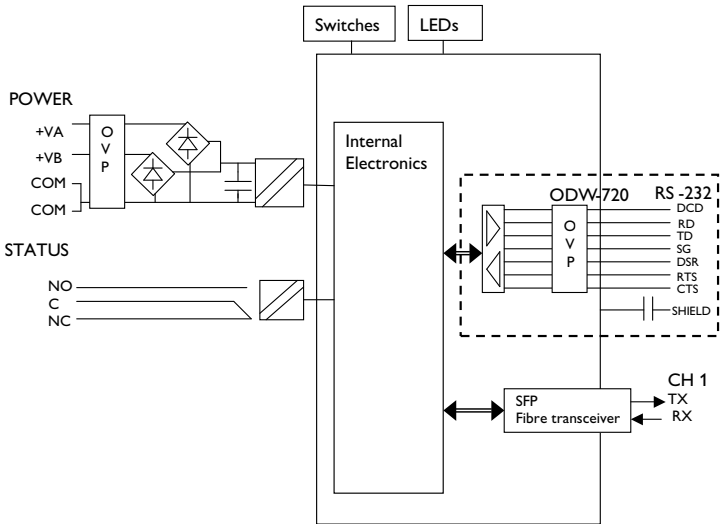 Switches
LEDs
POWER
+VA
+VB
COM
COM
O
V
P
Internal
Electronics
ODW-720
RS -232
O
V
P
DCD
RD
TD
SG
DSR
RTS
CTS
SHIELD
STATUS
NO
C
NC
SFP
Fibre transceiver
CH 1
TX
RX